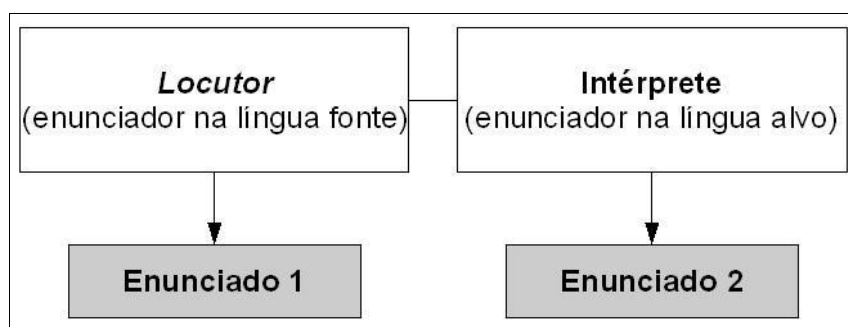 Locutor
(enunciador na língua fonte)
Intérprete
(enunciador na língua alvo)
Enunciado 1
Enunciado 2